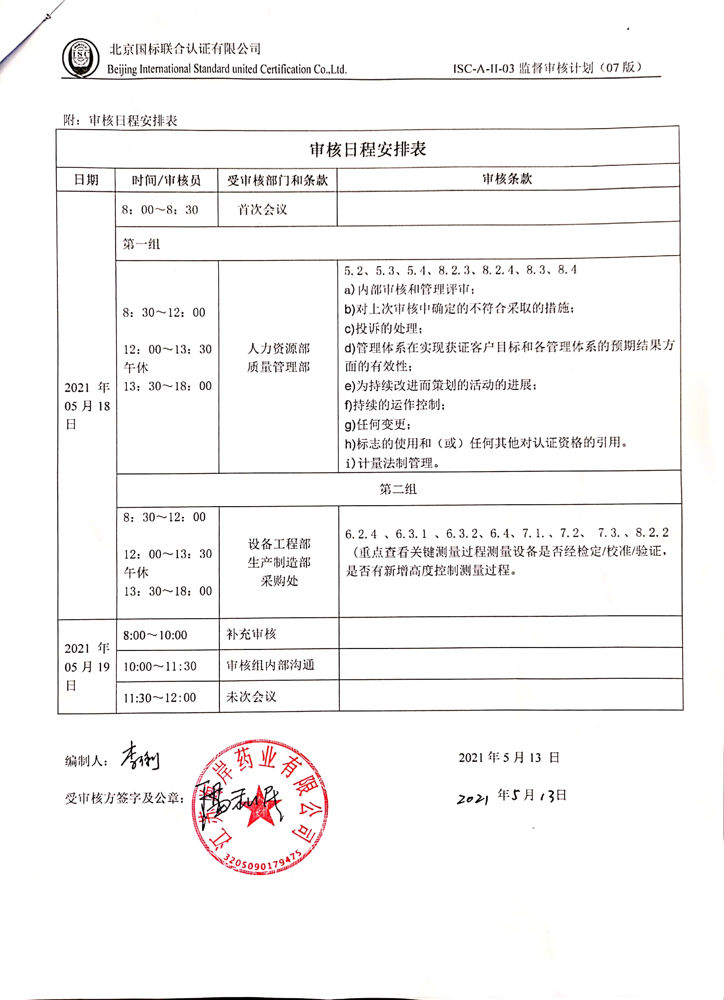 ISC
北京国标联合认证有限公司
Beijing International Standard united Certification Co.,Ltd.
ISC-A-II-03 监督审核计划（07 版）
附：审核日程安排表
审核日程安排表
日期 时间/审核员 受审核部门和条款 审核条款
2021 年
05 月 18
日
8：00～8：30 首次会议
第一组
8：30～12：00
12：00～13：30
午休
13：30～18：00
人力资源部
质量管理部
5.2、5.3、5.4、8.2.3、8.2.4、8.3、8.4
a)内部审核和管理评审；
b)对上次审核中确定的不符合采取的措施；
c)投诉的处理；
d)管理体系在实现获证客户目标和各管理体系的预期结果方
面的有效性；
e)为持续改进而策划的活动的进展；
f)持续的运作控制；
g)任何变更；
h)标志的使用和（或）任何其他对认证资格的引用。
i)计量法制管理。
第二组
8：30～12：00
12：00～13：30
午休
13：30～18：00
设备工程部
生产制造部
采购处
6.2.4 、6.3.1 、6.3.2、6.4、7.1.、7.2、 7.3.、8.2.2
（重点查看关键测量过程测量设备是否经检定/校准/验证，
是否有新增高度控制测量过程。
2021 年
05 月 19
日
8:00～10:00 补充审核
10:00～11:30 审核组内部沟通
11:30～12:00 未次会议
编制人：李俐
2021 年 5 月 13 日
受审核方签字及公章：
2021 年5 月 13日
江苏海岸药业有限公司
3205090179475